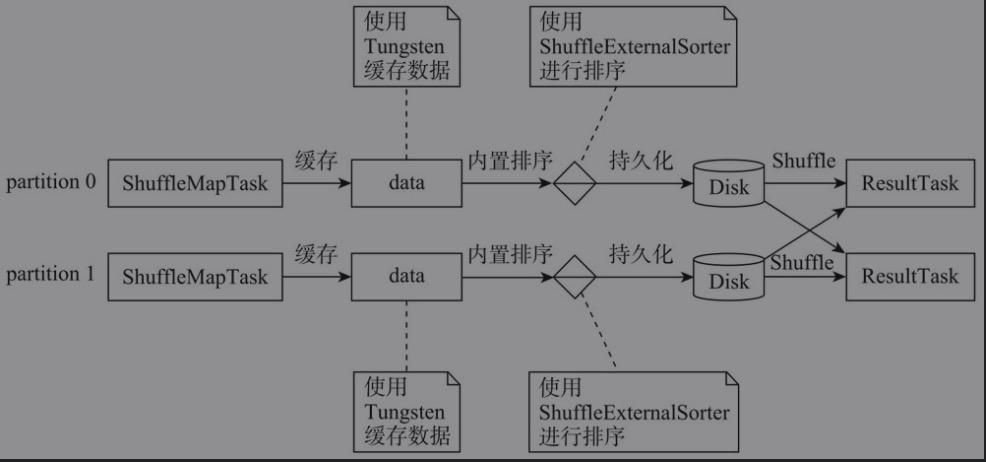 使用
Tungsten
缓存数据
使用
ShuffleExternalSorter
进行排序
partition 0
ShuffleMapTask
缓存
data
内置排序
持久化
Disk
Shuffle
ResultTask
partition 1
ShuffleMapTask
缓存
data
内置排序
持久化
Disk
Shuffle
ResultTask
使用
Tungsten
缓存数据
使用
ShuffleExternalSorter
进行排序